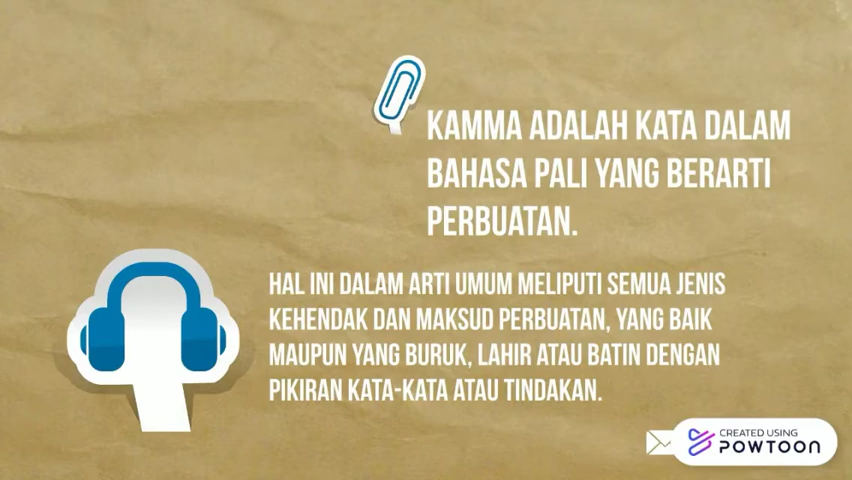 KAMMA ADALAH KATA DALAM
BAHASA PALI YANG BERARTI
PERBUATAN.
HAL INI DALAM ARTI UMUM MELIPUTI SEMUA JENIS
KEHENDAK DAN MAKSUD PERBUATAN, YANG BAIK
MAUPUN YANG BURUK, LAHIR ATAU BATIN DENGAN
PIKIRAN KATA-KATA ATAU TINDAKAN.
CREATED USING
POWTOON